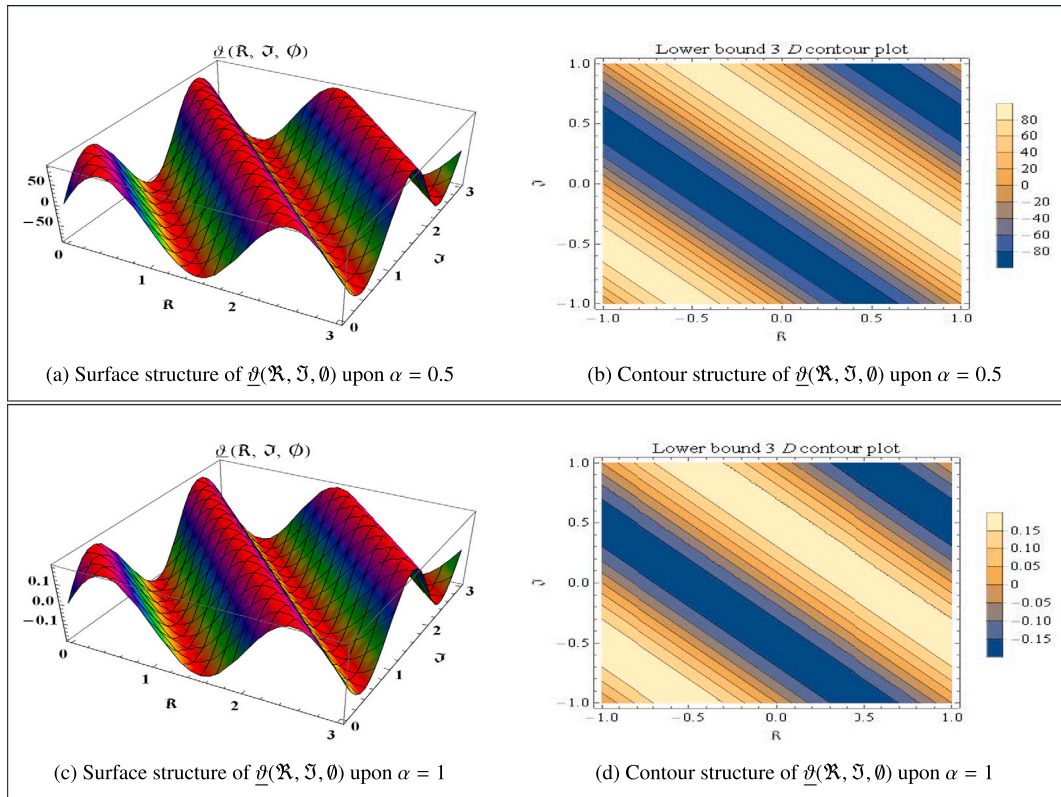 ϑ (ℜ, ℑ, ϕ)
50
0
−50
0
1
2
3
ℜ
0
1
2
3
ℑ
Lower bound 3 D contour plot
1.0
0.5
0.0
−0.5
−1.0
ℑ
−1.0 −0.5 0.0 0.5 1.0
ℜ
80
60
40
20
0
−20
−40
−60
−80
(a) Surface structure of ϑ(ℜ, ℑ, ∅) upon α = 0.5
(b) Contour structure of ϑ(ℜ, ℑ, ∅) upon α = 0.5
ϑ (ℜ, ℑ, ϕ)
0.1
0.0
−0.1
0
1
2
3
ℜ
0
1
2
3
ℑ
Lower bound 3 D contour plot
1.0
0.5
0.0
−0.5
−1.0
ℑ
−1.0 −0.5 0.0 0.5 1.0
ℜ
0.15
0.10
0.05
0
−0.05
−0.10
−0.15
(c) Surface structure of ϑ(ℜ, ℑ, ∅) upon α = 1
(d) Contour structure of ϑ(ℜ, ℑ, ∅) upon α = 1